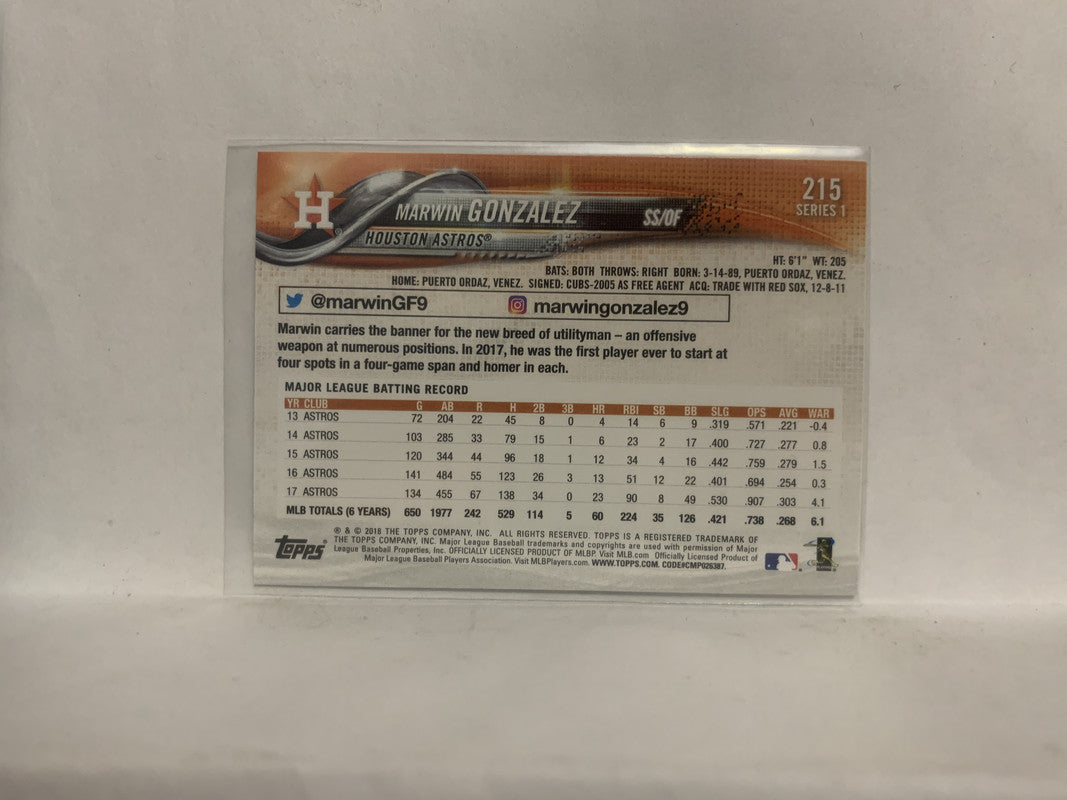 H
MARWIN GONZALEZ SS/OF
HOUSTON ASTROS®
215
SERIES 1
HT: 6'1" WT: 205
BATS: BOTH THROWS: RIGHT BORN: 3-14-89, PUERTO ORDAZ, VENEZ.
HOME: PUERTO ORDAZ, VENEZ. SIGNED: CUBS-2005 AS FREE AGENT ACQ: TRADE WITH RED SOX, 12-8-11
@marwinGF9 marwingonzalez9
Marwin carries the banner for the new breed of utilityman – an offensive
weapon at numerous positions. In 2017, he was the first player ever to start at
four spots in a four-game span and homer in each.
MAJOR LEAGUE BATTING RECORD
YR CLUB G AB R H 2B 3B HR RBI SB BB SLG OPS AVG WAR
13 ASTROS 72 204 22 45 8 0 4 14 6 9 .319 .571 .221 -0.4
14 ASTROS 103 285 33 79 15 1 6 23 2 17 .400 .727 .277 0.8
15 ASTROS 120 344 44 96 18 1 12 34 4 16 .442 .759 .279 1.5
16 ASTROS 141 484 55 123 26 3 13 51 12 22 .401 .694 .254 0.3
17 ASTROS 134 455 67 138 34 0 23 90 8 49 .530 .907 .303 4.1
MLB TOTALS (6 YEARS) 650 1977 242 529 114 5 60 224 35 126 .421 .738 .268 6.1
Topps®
® & © 2018 THE TOPPS COMPANY, INC. ALL RIGHTS RESERVED. TOPPS IS A REGISTERED TRADEMARK OF
THE TOPPS COMPANY, INC. Major League Baseball trademarks and copyrights are used with permission of Major
League Baseball Properties, Inc. OFFICIALLY LICENSED PRODUCT OF MLBP. Visit MLB.com Officially Licensed Product of
Major League Baseball Players Association. Visit MLBPlayers.com. WWW.TOPPS.COM. CODE#CMP026387.